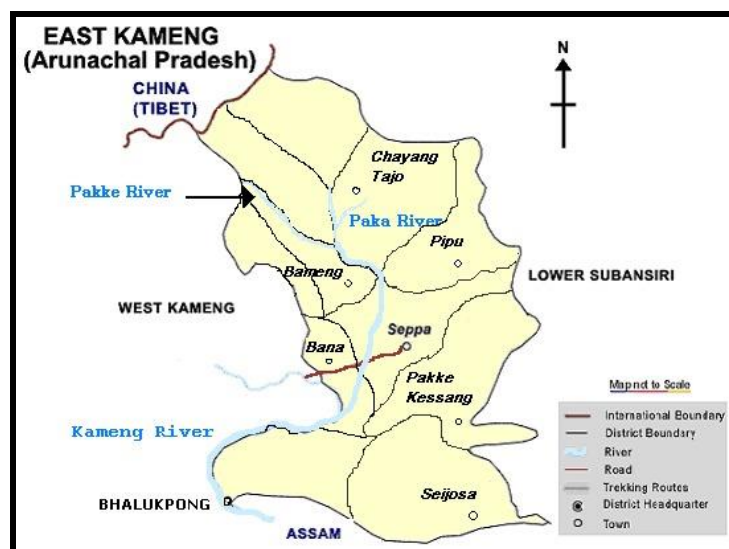 EAST KAMENG
(Arunachal Pradesh)
N
CHINA
(TIBET)
Chayang
Tajo
Pakke River
Paka River
Pipu
Bameng
LOWER SUBANSIRI
WEST KAMENG
Seppa
Bana
Pakke
Kessang
Map not to Scale
International Boundary
District Boundary
River
Road
Trekking Routes
District Headquarter
Town
Kameng River
Seijosa
BHALUKPONG
ASSAM